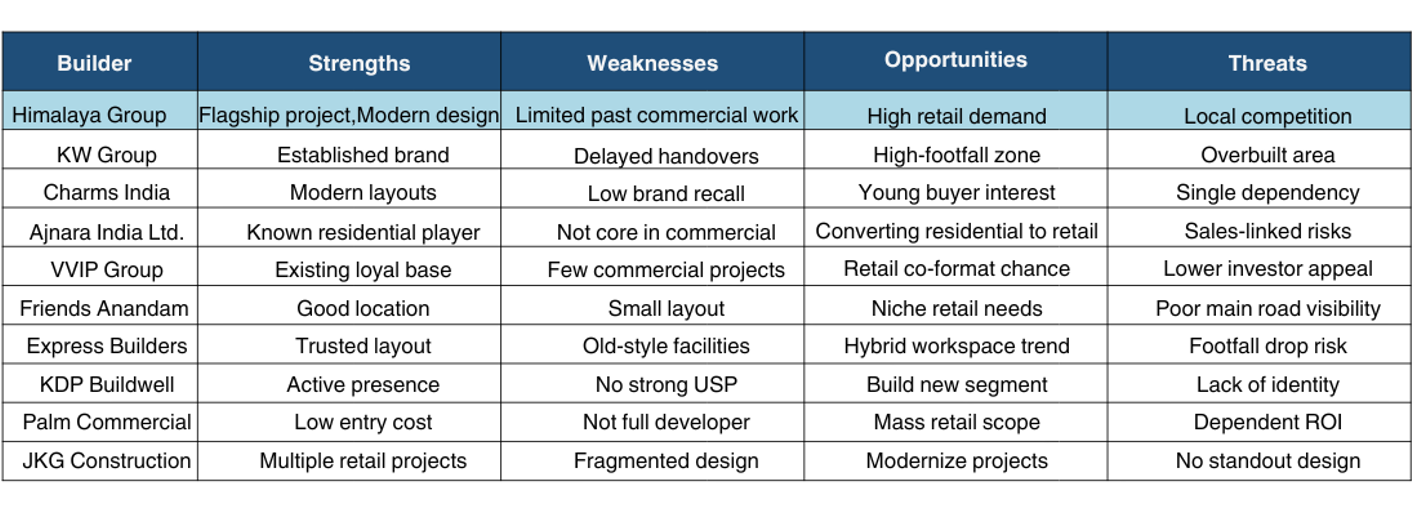 Builder Strengths Weaknesses Opportunities Threats
Himalaya Group Flagship project,Modern design Limited past commercial work High retail demand Local competition
KW Group Established brand Delayed handovers High-footfall zone Overbuilt area
Charms India Modern layouts Low brand recall Young buyer interest Single dependency
Ajnara India Ltd. Known residential player Not core in commercial Converting residential to retail Sales-linked risks
VVIP Group Existing loyal base Few commercial projects Retail co-format chance Lower investor appeal
Friends Anandam Good location Small layout Niche retail needs Poor main road visibility
Express Builders Trusted layout Old-style facilities Hybrid workspace trend Footfall drop risk
KDP Buildwell Active presence No strong USP Build new segment Lack of identity
Palm Commercial Low entry cost Not full developer Mass retail scope Dependent ROI
JKG Construction Multiple retail projects Fragmented design Modernize projects No standout design